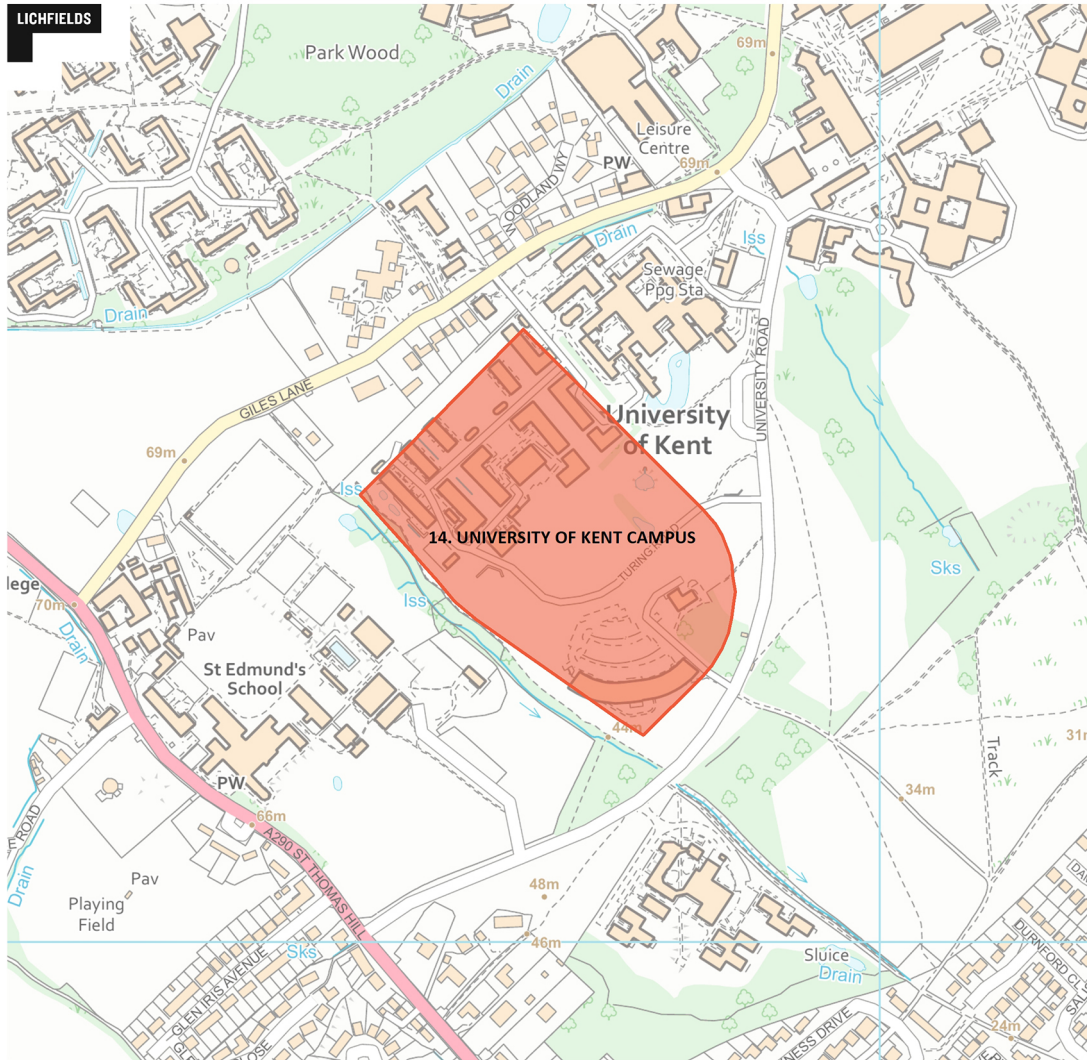 LICHFIELDS
Park Wood
69m
Drain
Leisure
Centre
PW
69m
WOODLAND WY
Drain
Iss
Sewage
Ppg Sta
Drain
UNIVERSITY ROAD
University
of Kent
GILES LANE
69m
Iss
14. UNIVERSITY OF KENT CAMPUS
TURING ROAD
Sks
lege
70m
Iss
Drain
Pav
St Edmund's
School
44m
31m
Track
PW
34m
66m
E ROAD
A290 ST THOMAS HILL
Drain
Pav
48m
Playing
Field
46m
Sks
Sluice
Drain
GLEN IRIS AVENUE
DURNFORD CL
24m
NESS DRIVE
CLOSE